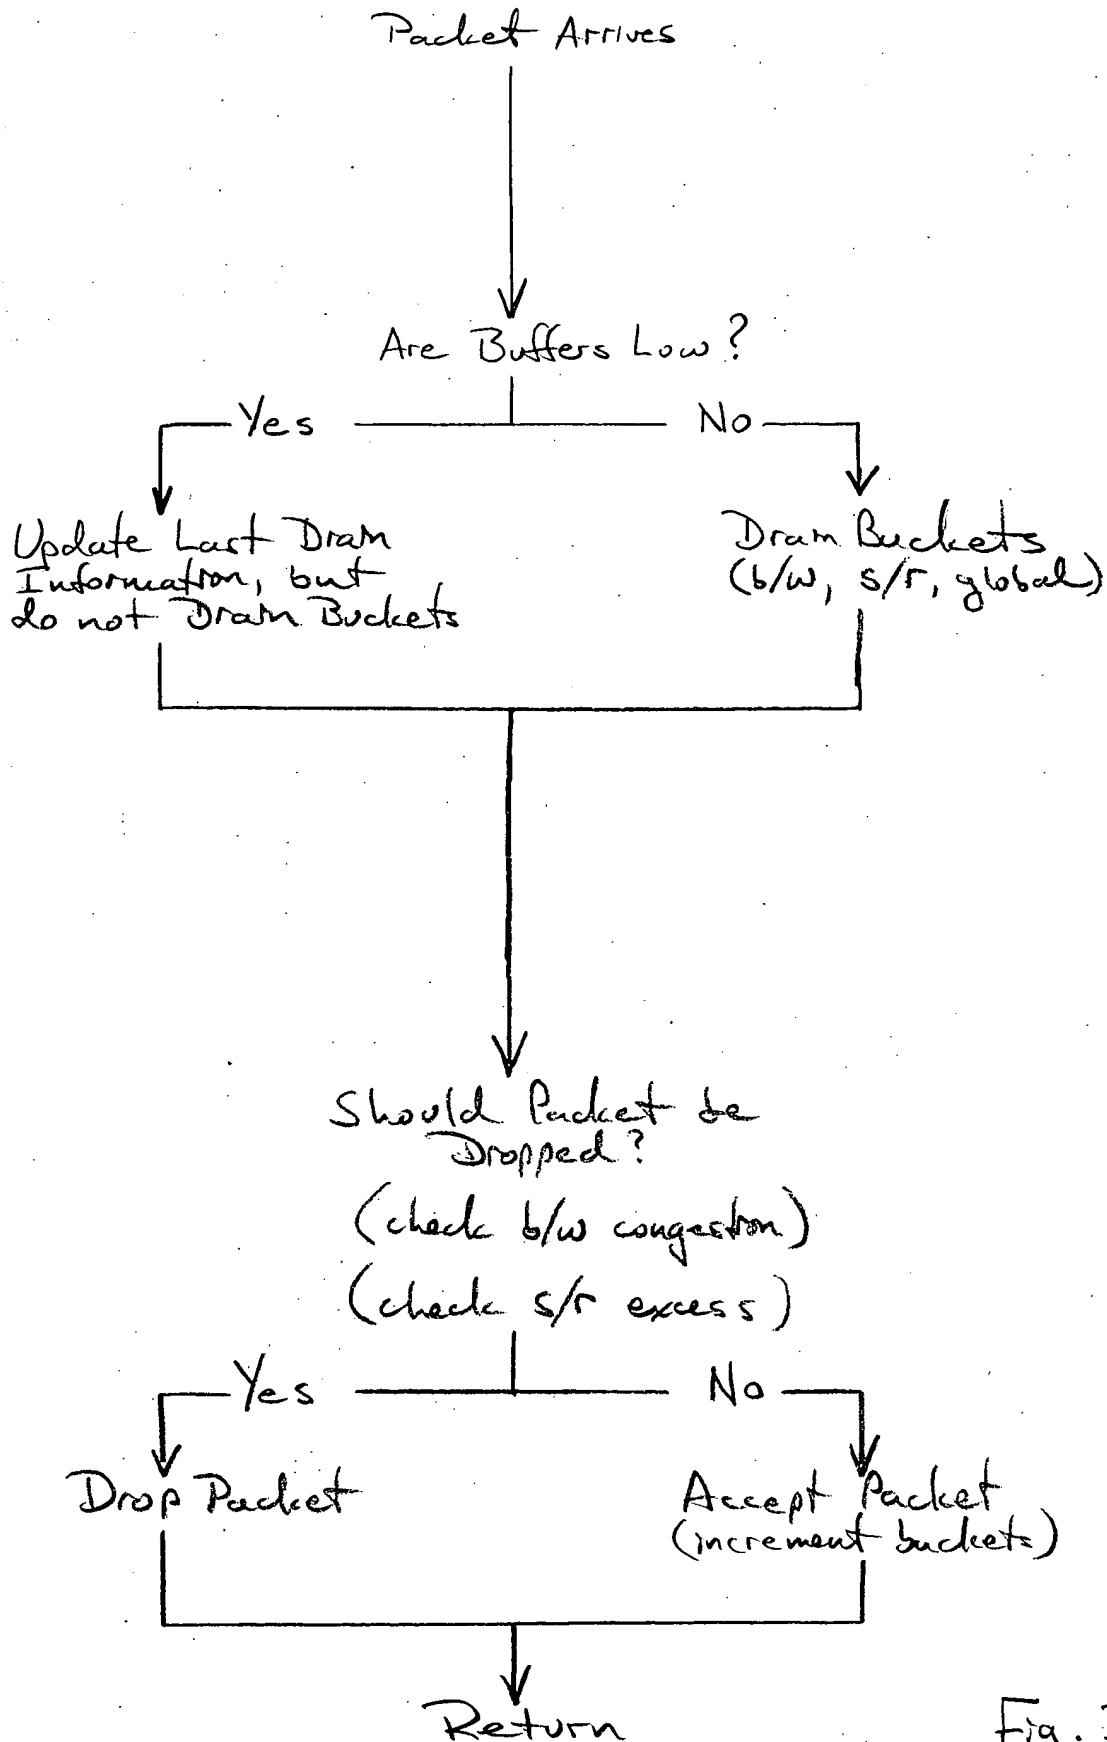 Packet Arrives
Are Buffers Low?
Yes
No
Update Last Drain
Information, but
do not Drain Buckets
Drain Buckets
(b/w, s/r, global)
Should Packet be
Dropped?
(check b/w congestion)
(check s/r excess)
Yes
No
Drop Packet
Accept Packet
(increment buckets)
Return
Fig.